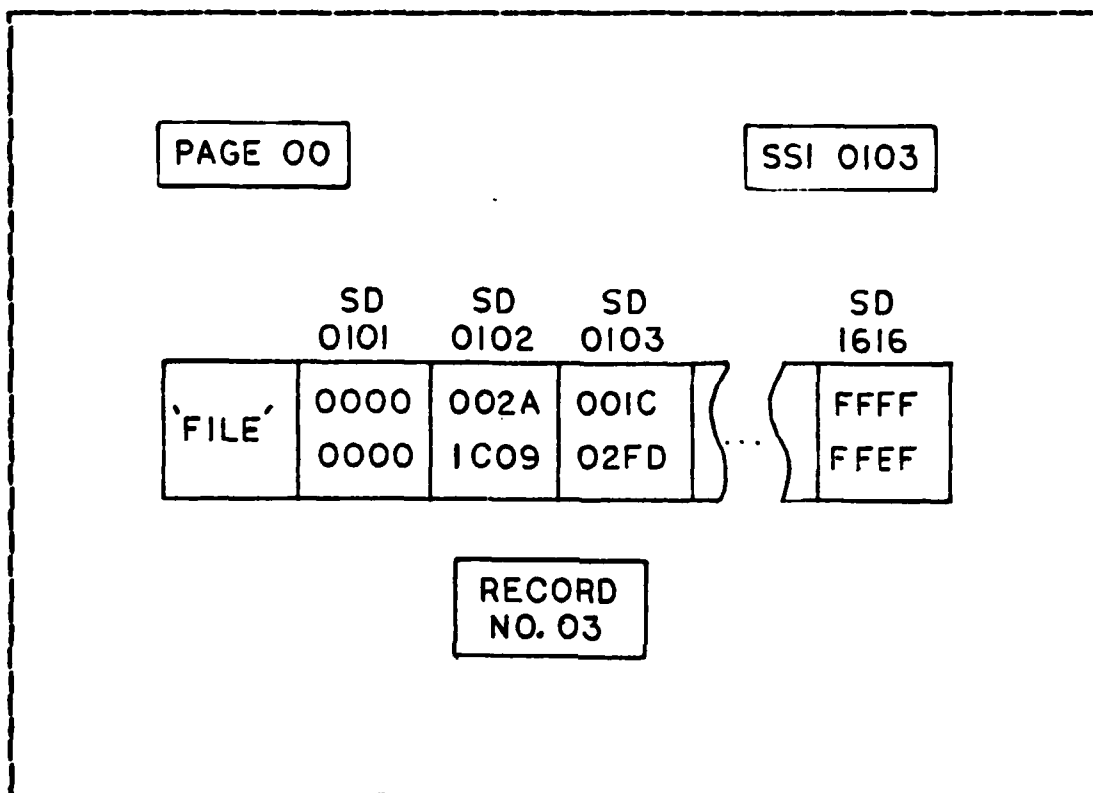 PAGE 00
SSI 0103
SD SD SD SD
0101 0102 0103 1616
'FILE'
0000 002A 001C FFFF
0000 1C09 02FD ... FFEF
RECORD
NO. 03